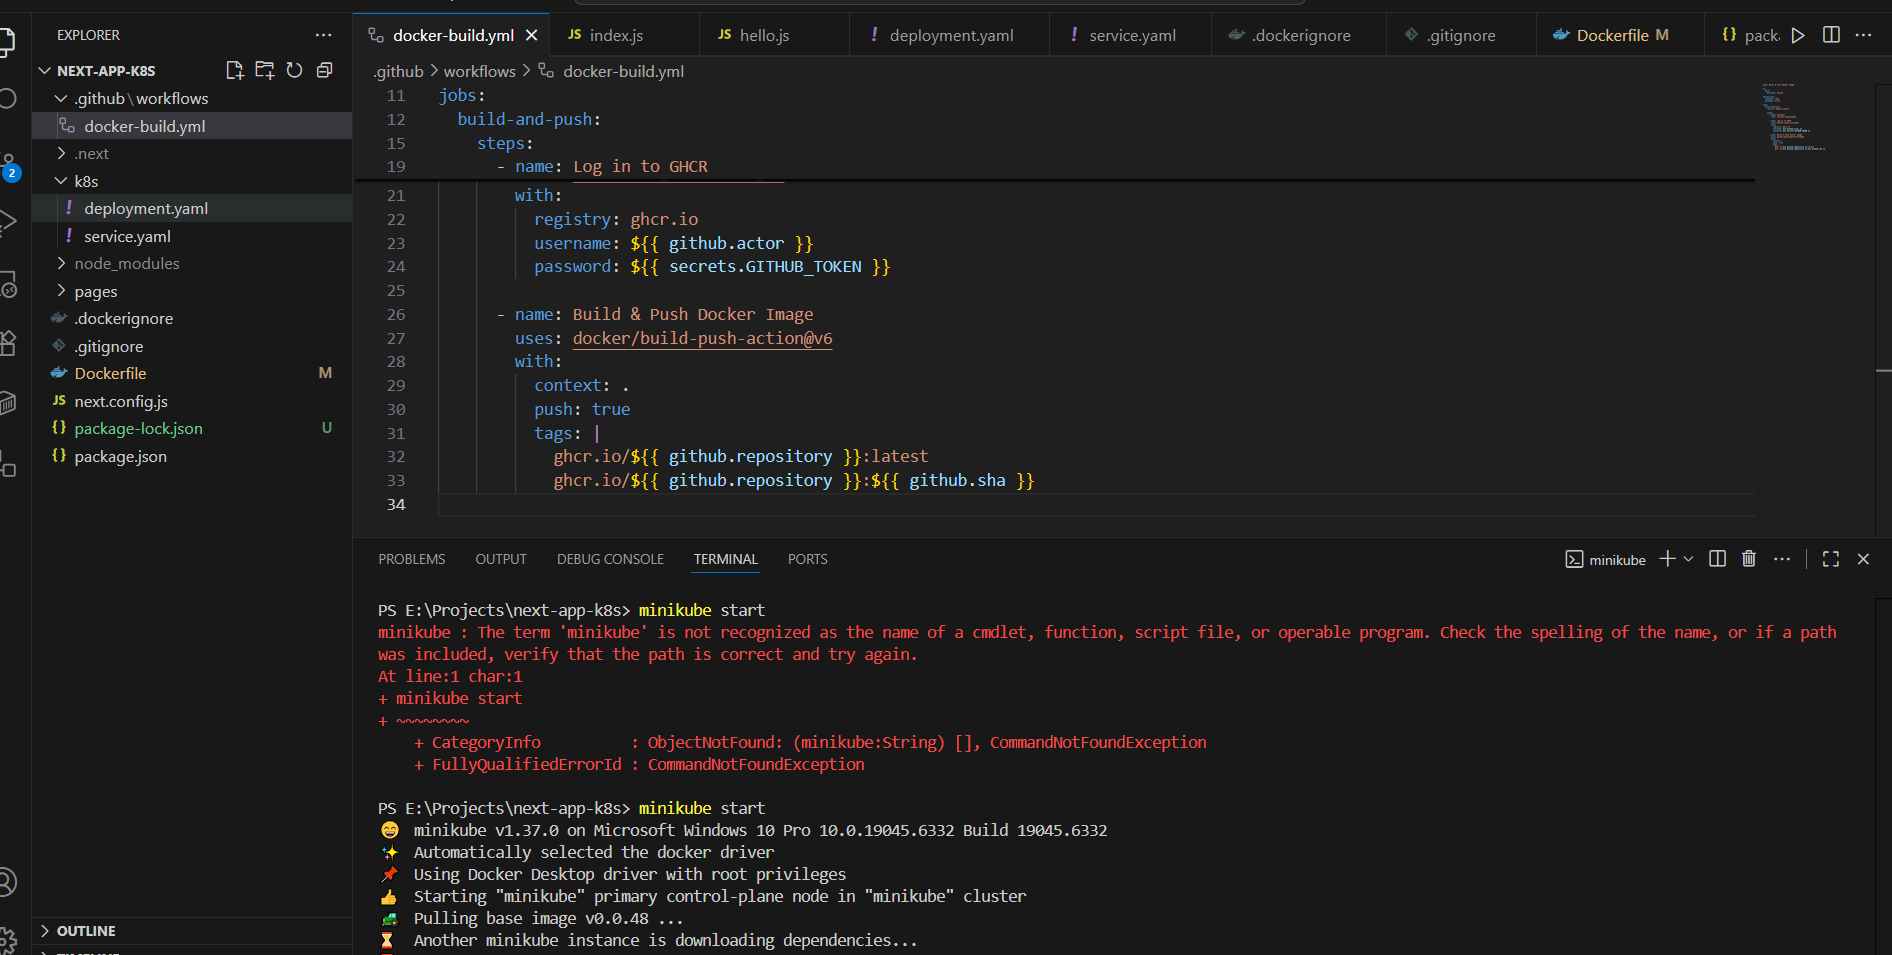 EXPLORER
NEXT-APP-K8S
.github\workflows
docker-build.yml
.next
k8s
! deployment.yaml
! service.yaml
node_modules
pages
.dockerignore
.gitignore
Dockerfile M
JS next.config.js
{} package-lock.json U
{} package.json
2
OUTLINE
docker-build.yml
JS index.js
JS hello.js
! deployment.yaml
! service.yaml
.dockerignore
.gitignore
Dockerfile M
.github > workflows > docker-build.yml
11 jobs:
12 build-and-push:
15 steps:
19 - name: Log in to GHCR
21 with:
22 registry: ghcr.io
23 username: ${{ github.actor }}
24 password: ${{ secrets.GITHUB_TOKEN }}
25
26 - name: Build & Push Docker Image
27 uses: docker/build-push-action@v6
28 with:
29 context: .
30 push: true
31 tags: |
32 ghcr.io/${{ github.repository }}:latest
33 ghcr.io/${{ github.repository }}:${{ github.sha }}
34
PROBLEMS OUTPUT DEBUG CONSOLE TERMINAL PORTS
minikube
PS E:\Projects\next-app-k8s> minikube start
minikube : The term 'minikube' is not recognized as the name of a cmdlet, function, script file, or operable program. Check the spelling of the name, or if a path
was included, verify that the path is correct and try again.
At line:1 char:1
+ minikube start
+ ~~~~~~~~
+ CategoryInfo : ObjectNotFound: (minikube:String) [], CommandNotFoundException
+ FullyQualifiedErrorId : CommandNotFoundException
PS E:\Projects\next-app-k8s> minikube start
😄 minikube v1.37.0 on Microsoft Windows 10 Pro 10.0.19045.6332 Build 19045.6332
✨ Automatically selected the docker driver
📌 Using Docker Desktop driver with root privileges
👍 Starting "minikube" primary control-plane node in "minikube" cluster
🚜 Pulling base image v0.0.48 ...
⌛ Another minikube instance is downloading dependencies...